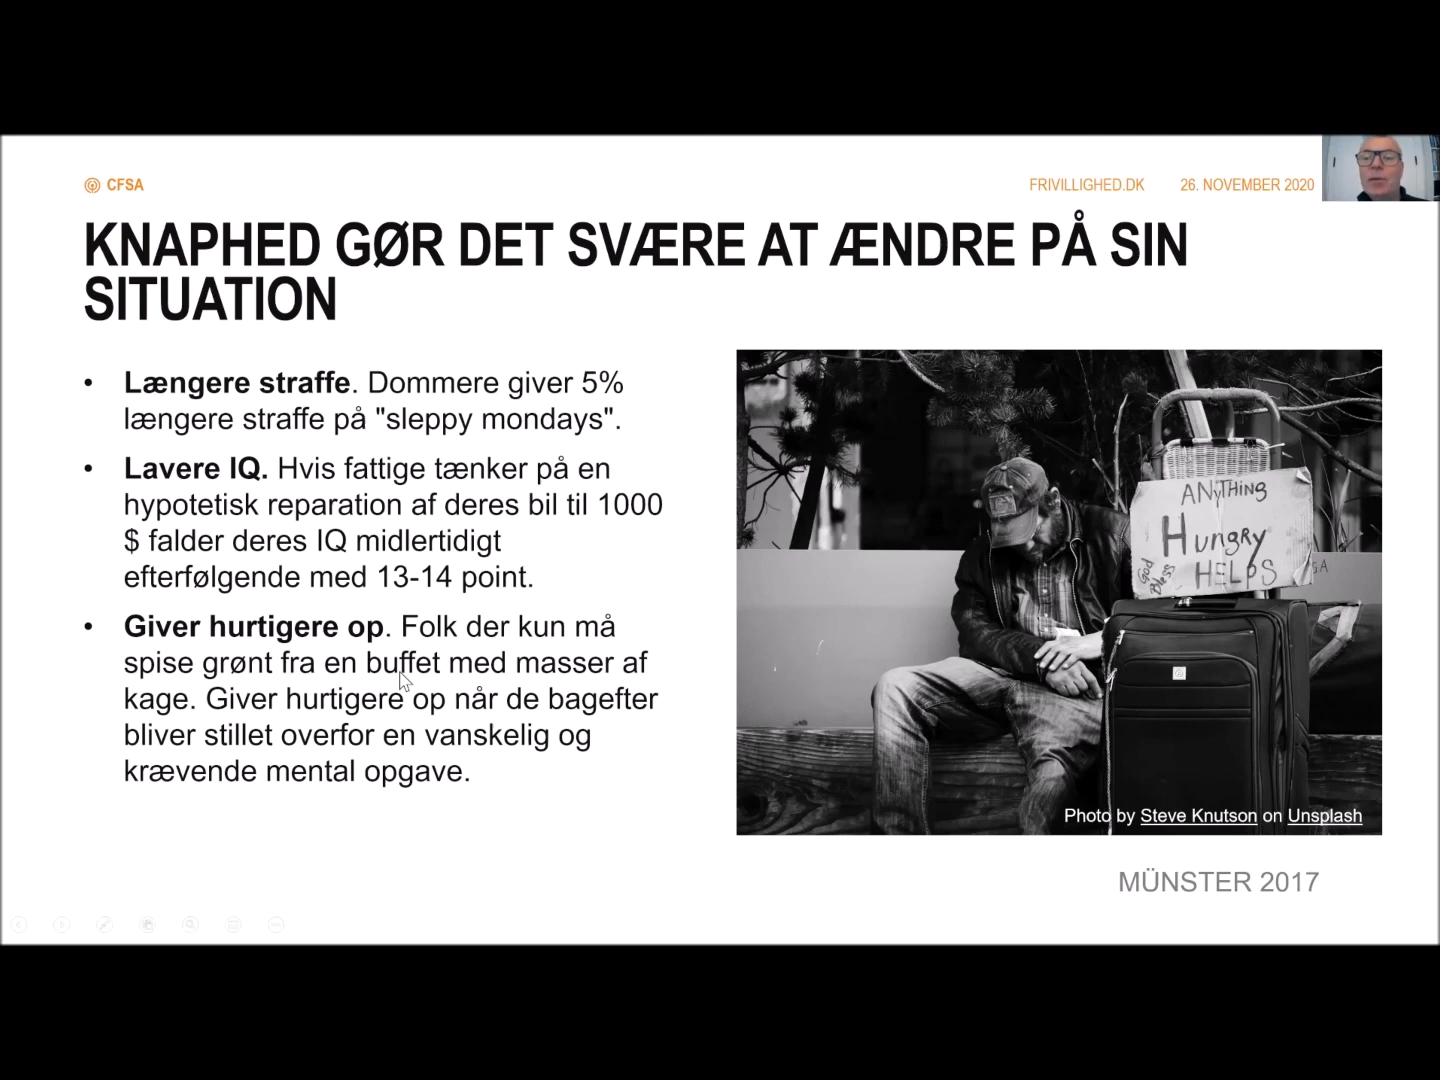 CFSA
FRIVILLIGHED.DK
26. NOVEMBER 2020
KNAPHED GØR DET SVÆRE AT ÆNDRE PÅ SIN
SITUATION
• Længere straffe. Dommere giver 5%
længere straffe på "sleppy mondays".
• Lavere IQ. Hvis fattige tænker på en
hypotetisk reparation af deres bil til 1000
$ falder deres IQ midlertidigt
efterfølgende med 13-14 point.
• Giver hurtigere op. Folk der kun må
spise grønt fra en buffet med masser af
kage. Giver hurtigere op når de bagefter
bliver stillet overfor en vanskelig og
krævende mental opgave.
ANyTHING
Hungry
HELPS
God
Bless
Photo by Steve Knutson on Unsplash
MÜNSTER 2017